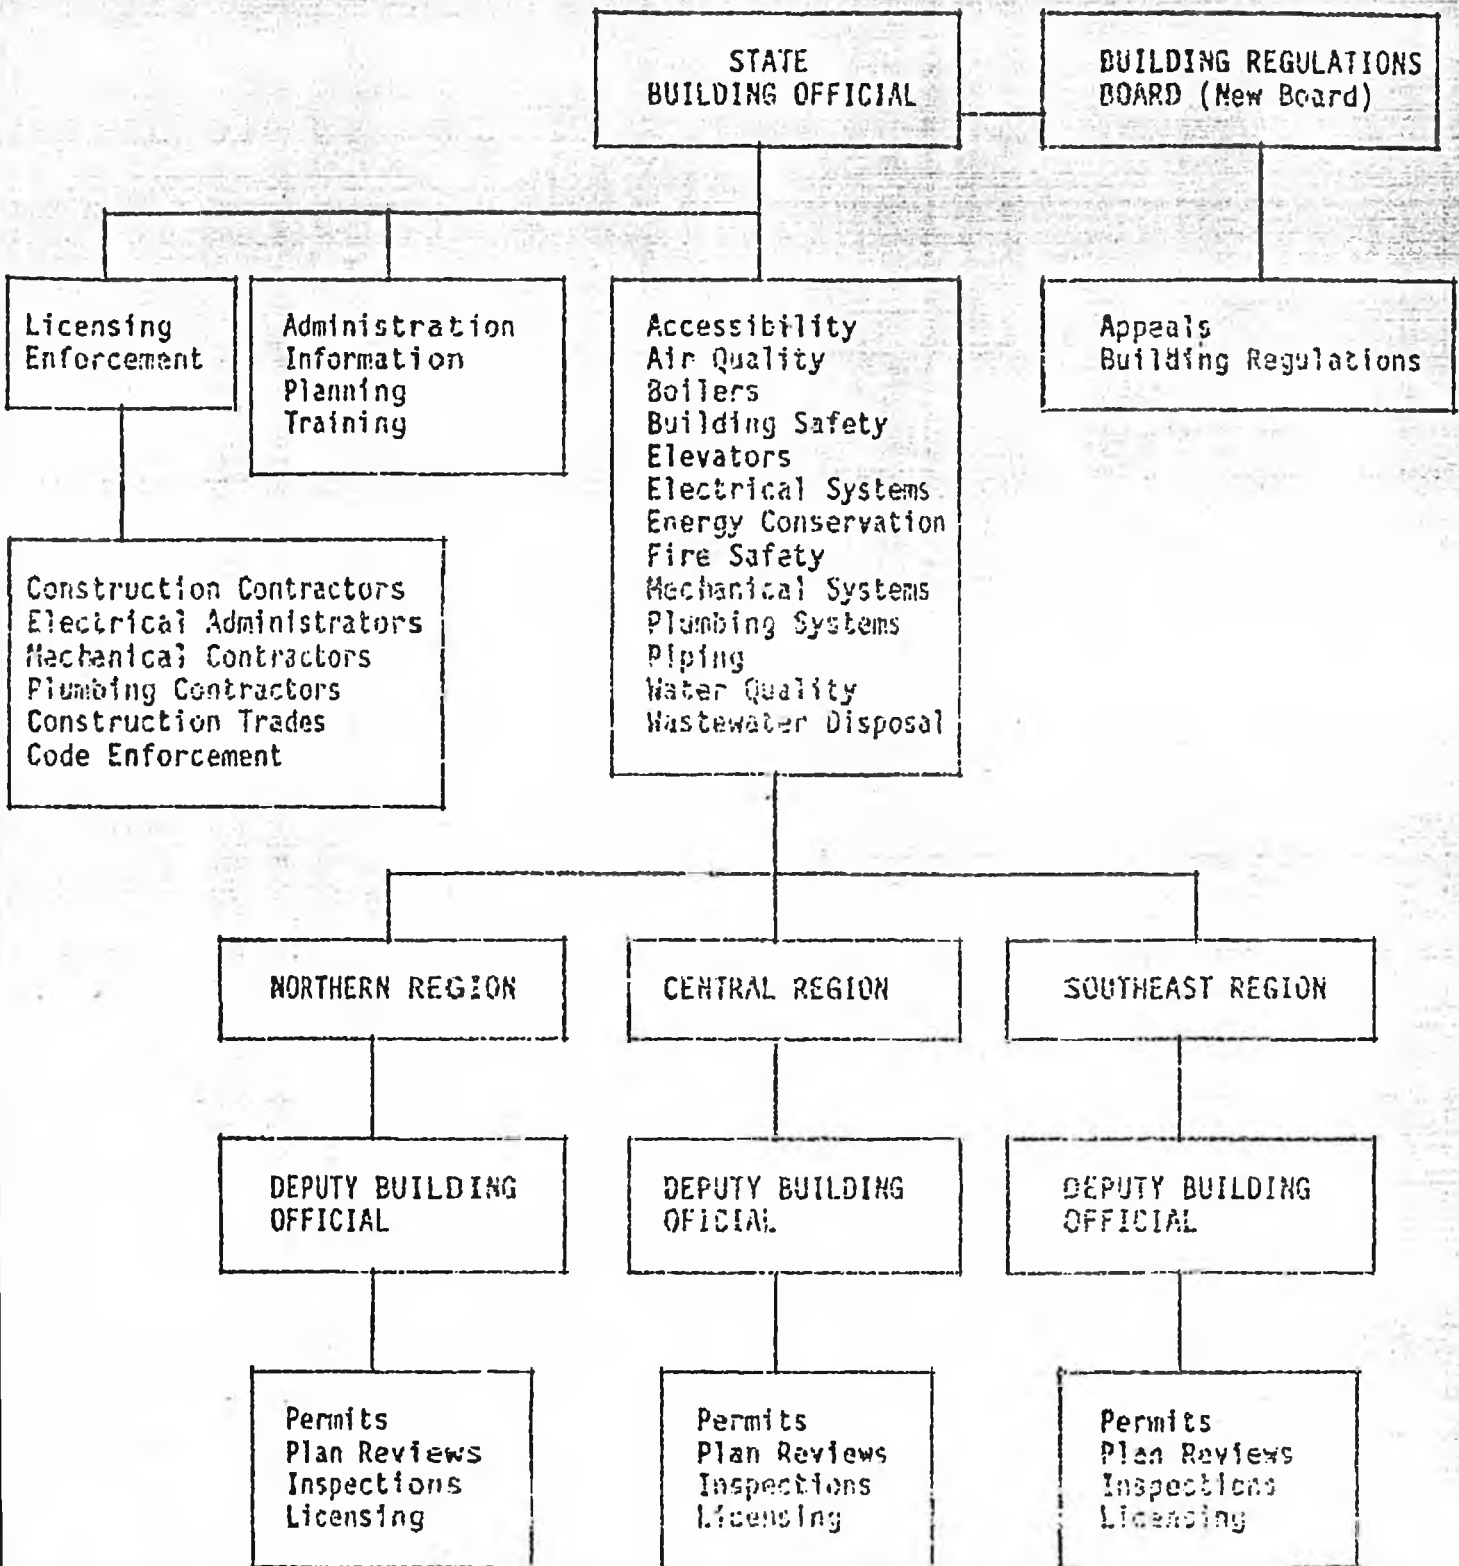 STATE
BUILDING OFFICIAL
BUILDING REGULATIONS
BOARD (New Board)
Licensing
Enforcement
Administration
Information
Planning
Training
Accessibility
Air Quality
Boilers
Building Safety
Elevators
Electrical Systems
Energy Conservation
Fire Safety
Mechanical Systems
Plumbing Systems
Piping
Water Quality
Wastewater Disposal
Appeals
Building Regulations
Construction Contractors
Electrical Administrators
Mechanical Contractors
Plumbing Contractors
Construction Trades
Code Enforcement
NORTHERN REGION
CENTRAL REGION
SOUTHEAST REGION
DEPUTY BUILDING
OFFICIAL
DEPUTY BUILDING
OFICIAL
DEPUTY BUILDING
OFFICIAL
Permits
Plan Reviews
Inspections
Licensing
Permits
Plan Reviews
Inspections
Licensing
Permits
Plan Reviews
Inspections
Licensing